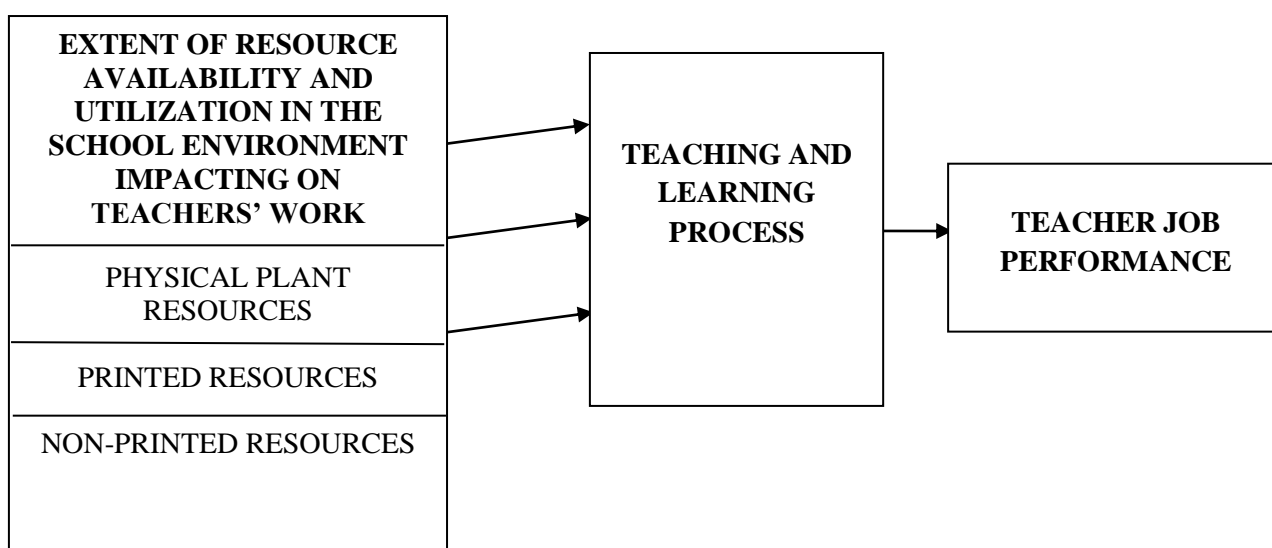 EXTENT OF RESOURCE
AVAILABILITY AND
UTILIZATION IN THE
SCHOOL ENVIRONMENT
IMPACTING ON
TEACHERS’ WORK
PHYSICAL PLANT
RESOURCES
PRINTED RESOURCES
NON-PRINTED RESOURCES
TEACHING AND
LEARNING
PROCESS
TEACHER JOB
PERFORMANCE